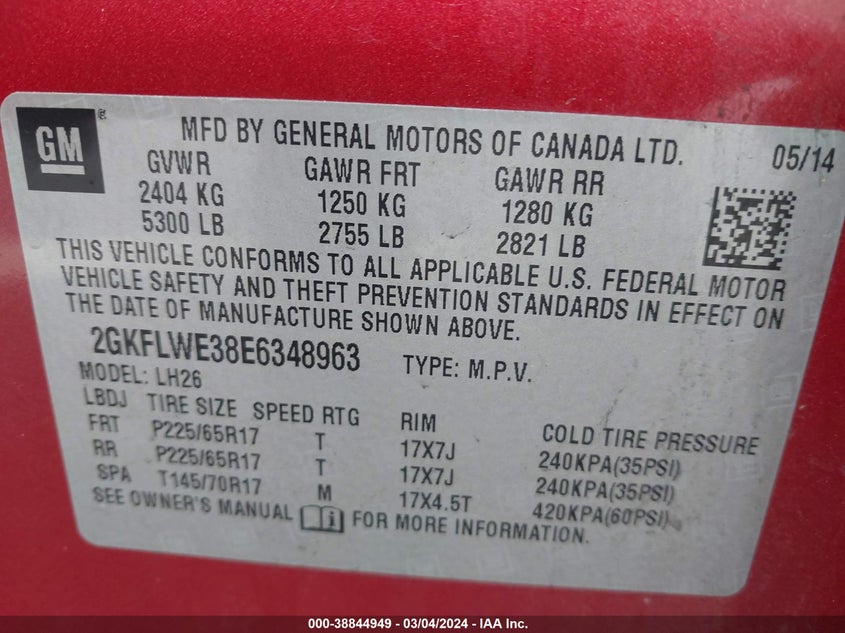 GM
®
MFD BY GENERAL MOTORS OF CANADA LTD. 05/14
GVWR GAWR FRT GAWR RR
2404 KG 1250 KG 1280 KG
5300 LB 2755 LB 2821 LB
THIS VEHICLE CONFORMS TO ALL APPLICABLE U.S. FEDERAL MOTOR
VEHICLE SAFETY AND THEFT PREVENTION STANDARDS IN EFFECT ON
THE DATE OF MANUFACTURE SHOWN ABOVE.
2GKFLWE38E6348963 TYPE: M.P.V.
MODEL: LH26
LBDJ TIRE SIZE SPEED RTG RIM COLD TIRE PRESSURE
FRT P225/65R17 T 17X7J 240KPA(35PSI)
RR P225/65R17 T 17X7J 240KPA(35PSI)
SPA T145/70R17 M 17X4.5T 420KPA(60PSI)
SEE OWNER'S MANUAL FOR MORE INFORMATION.
000-38844949 - 03/04/2024 - IAA Inc.